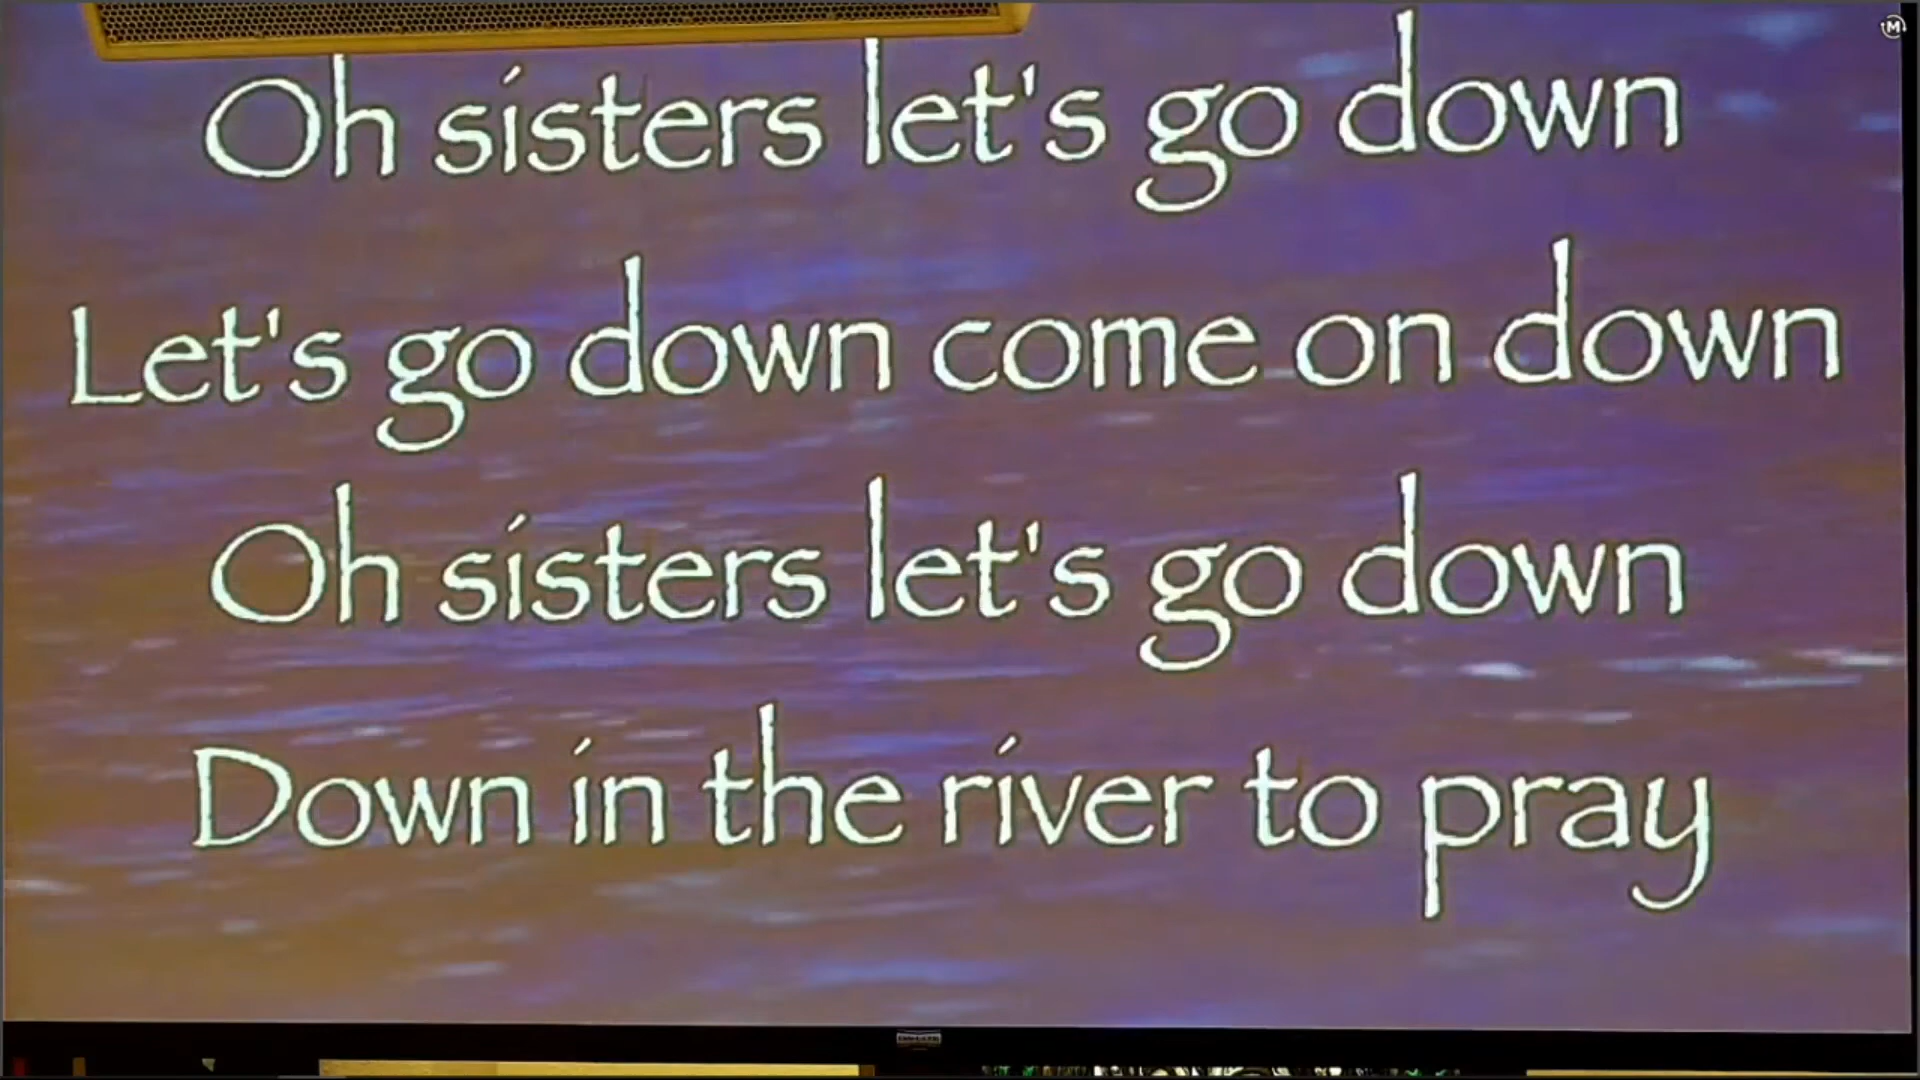 Oh sisters let's go down
Let's go down come on down
Oh sisters let's go down
Down in the river to pray